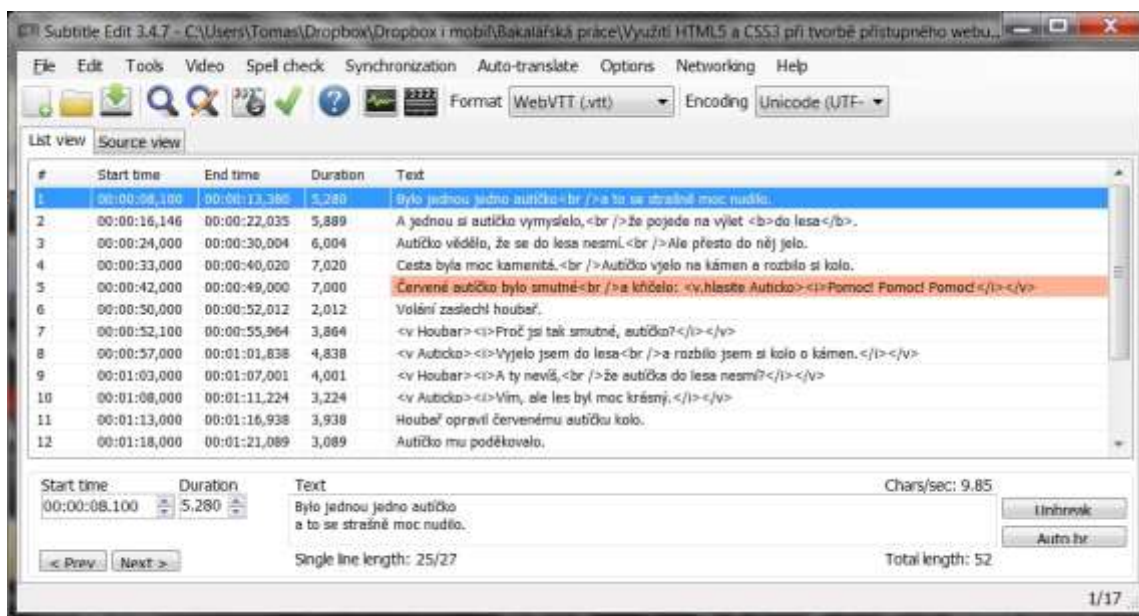 Subtitle Edit 3.4.7 - C:\Users\Tomas\Dropbox\Dropbox i mobil\Bakalářská práce\Využití HTML5 a CSS3 při tvorbě přístupného webu...
File Edit Tools Video Spell check Synchronization Auto-translate Options Networking Help
Format WebVTT (.vtt) Encoding Unicode (UTF-
List view Source view
# Start time End time Duration Text
1 00:00:08,100 00:00:13,380 5,280 Bylo jednou jedno autíčko<br />a to se strašně moc nudilo.
2 00:00:16,146 00:00:22,035 5,889 A jednou si autíčko vymyslelo,<br />že pojede na výlet <b>do lesa</b>.
3 00:00:24,000 00:00:30,004 6,004 Autíčko vědělo, že se do lesa nesmí.<br />Ale přesto do něj jelo.
4 00:00:33,000 00:00:40,020 7,020 Cesta byla moc kamenitá.<br />Autíčko vjelo na kámen a rozbilo si kolo.
5 00:00:42,000 00:00:49,000 7,000 Červené autíčko bylo smutné<br />a křičelo: <v.hlasite Auticko><i>Pomoc! Pomoc! Pomoc!</i></v>
6 00:00:50,000 00:00:52,012 2,012 Volání zaslechl houbař.
7 00:00:52,100 00:00:55,964 3,864 <v Houbar><i>Proč jsi tak smutné, autíčko?</i></v>
8 00:00:57,000 00:01:01,838 4,838 <v Auticko><i>Vyjelo jsem do lesa<br />a rozbilo jsem si kolo o kámen.</i></v>
9 00:01:03,000 00:01:07,001 4,001 <v Houbar><i>A ty nevíš,<br />že autíčka do lesa nesmí?</i></v>
10 00:01:08,000 00:01:11,224 3,224 <v Auticko><i>Vím, ale les byl moc krásný.</i></v>
11 00:01:13,000 00:01:16,938 3,938 Houbař opravil červenému autíčku kolo.
12 00:01:18,000 00:01:21,089 3,089 Autíčko mu poděkovalo.
Start time Duration Text Chars/sec: 9.85
00:00:08.100 5.280 Bylo jednou jedno autíčko
a to se strašně moc nudilo.
Unbreak
Auto br
< Prev Next > Single line length: 25/27 Total length: 52
1/17